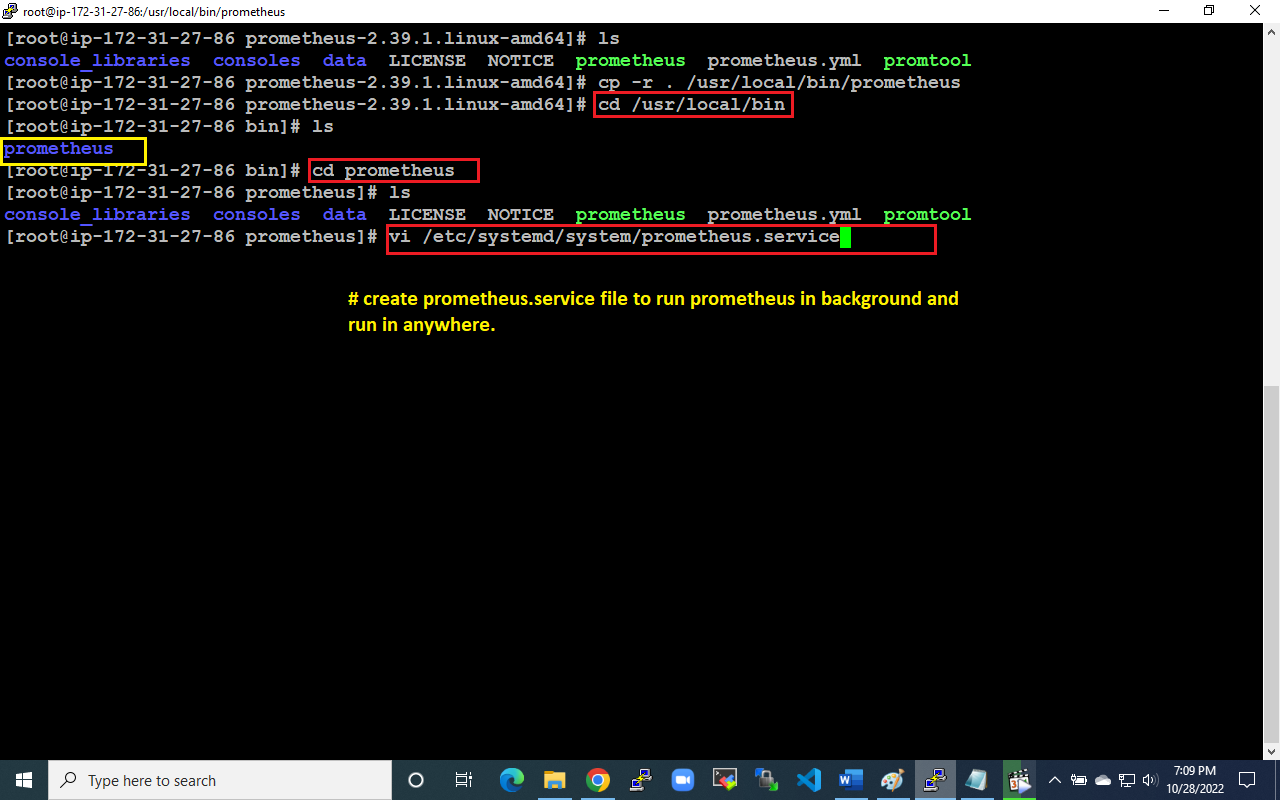 root@ip-172-31-27-86:/usr/local/bin/prometheus
[root@ip-172-31-27-86 prometheus-2.39.1.linux-amd64]# ls
console_libraries  consoles  data  LICENSE  NOTICE  prometheus  prometheus.yml  promtool
[root@ip-172-31-27-86 prometheus-2.39.1.linux-amd64]# cp -r . /usr/local/bin/prometheus
[root@ip-172-31-27-86 prometheus-2.39.1.linux-amd64]# cd /usr/local/bin
[root@ip-172-31-27-86 bin]# ls
prometheus
[root@ip-172-31-27-86 bin]# cd prometheus
[root@ip-172-31-27-86 prometheus]# ls
console_libraries  consoles  data  LICENSE  NOTICE  prometheus  prometheus.yml  promtool
[root@ip-172-31-27-86 prometheus]# vi /etc/systemd/system/prometheus.service
# create prometheus.service file to run prometheus in background and
run in anywhere.
Type here to search
7:09 PM
10/28/2022